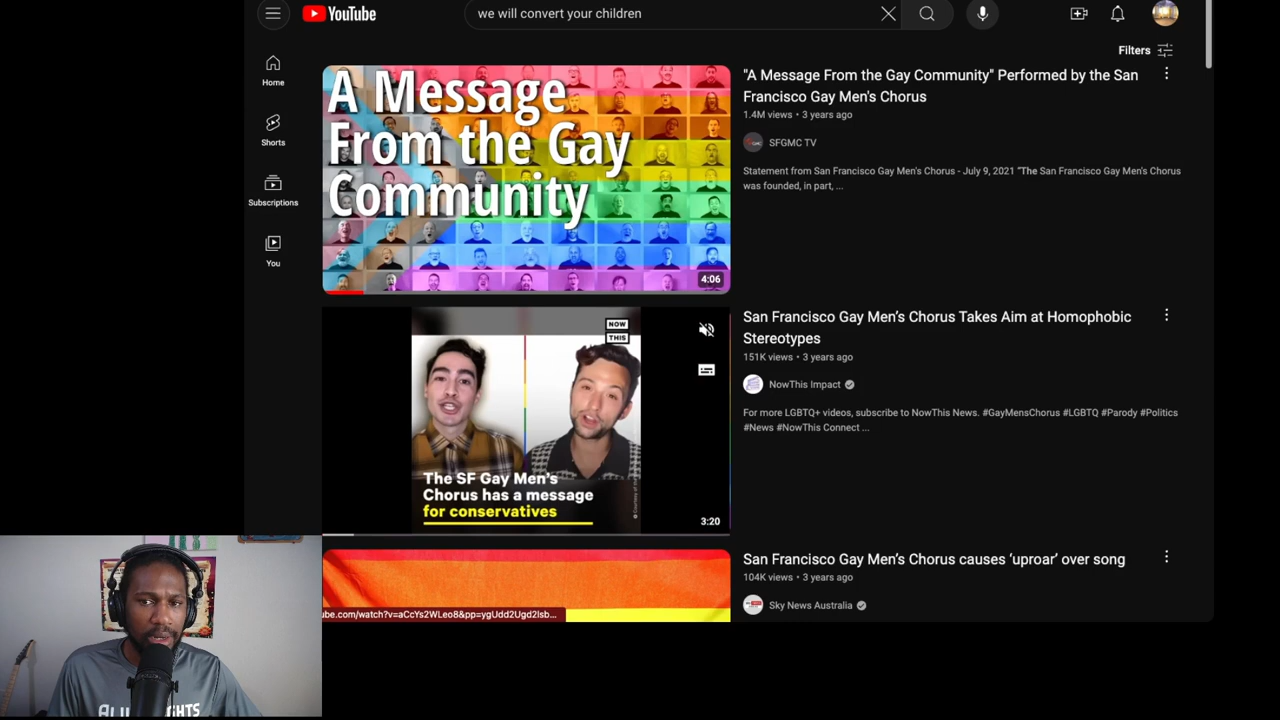 YouTube
we will convert your children
Filters
Home
Shorts
Subscriptions
You
A Message
From the Gay
Community
4:06
"A Message From the Gay Community" Performed by the San
Francisco Gay Men's Chorus
1.4M views • 3 years ago
SFGMC TV
Statement from San Francisco Gay Men's Chorus - July 9, 2021 "The San Francisco Gay Men's Chorus
was founded, in part, ...
NOW
THIS
The SF Gay Men's
Chorus has a message
for conservatives
3:20
San Francisco Gay Men's Chorus Takes Aim at Homophobic
Stereotypes
151K views • 3 years ago
NowThis Impact
For more LGBTQ+ videos, subscribe to NowThis News. #GayMensChorus #LGBTQ #Parody #Politics
#News #NowThis Connect ...
San Francisco Gay Men's Chorus causes 'uproar' over song
104K views • 3 years ago
Sky News Australia
ube.com/watch?v=aCcYs2WLeo8&pp=ygUdd2Ugd2lsb...